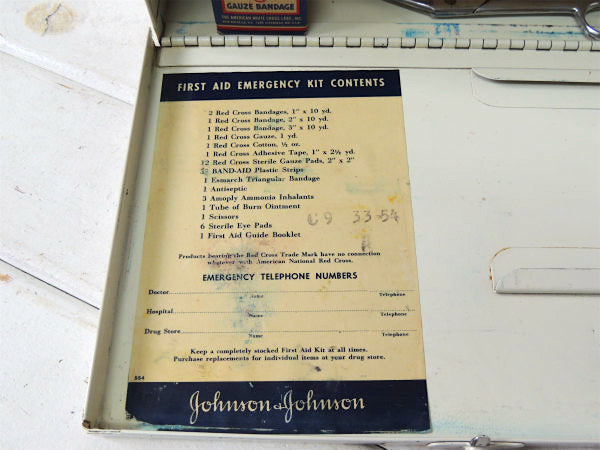 GAUZE BANDAGE
FIRST AID EMERGENCY KIT CONTENTS
2 Red Cross Bandages, 1" x 10 yd.
1 Red Cross Bandage, 2" x 10 yd.
1 Red Cross Bandage, 3" x 10 yd.
1 Red Cross Gauze, 1 yd.
1 Red Cross Cotton, ½ oz.
1 Red Cross Adhesive Tape, 1" x 2½ yd.
12 Red Cross Sterile Gauze Pads, 2" x 2"
BAND-AID Plastic Strips
1 Esmarch Triangular Bandage
1 Antiseptic
3 Amoply Ammonia Inhalants
1 Tube of Burn Ointment
1 Scissors
6 Sterile Eye Pads
1 First Aid Guide Booklet
9 33-54
Products bearing the Red Cross Trade Mark have no connection
whatever with American National Red Cross.
EMERGENCY TELEPHONE NUMBERS
Doctor
Name Telephone
Hospital
Name Telephone
Drug Store
Name Telephone
Keep a completely stocked First Aid Kit at all times.
Purchase replacements for individual items at your drug store.
554
Johnson & Johnson